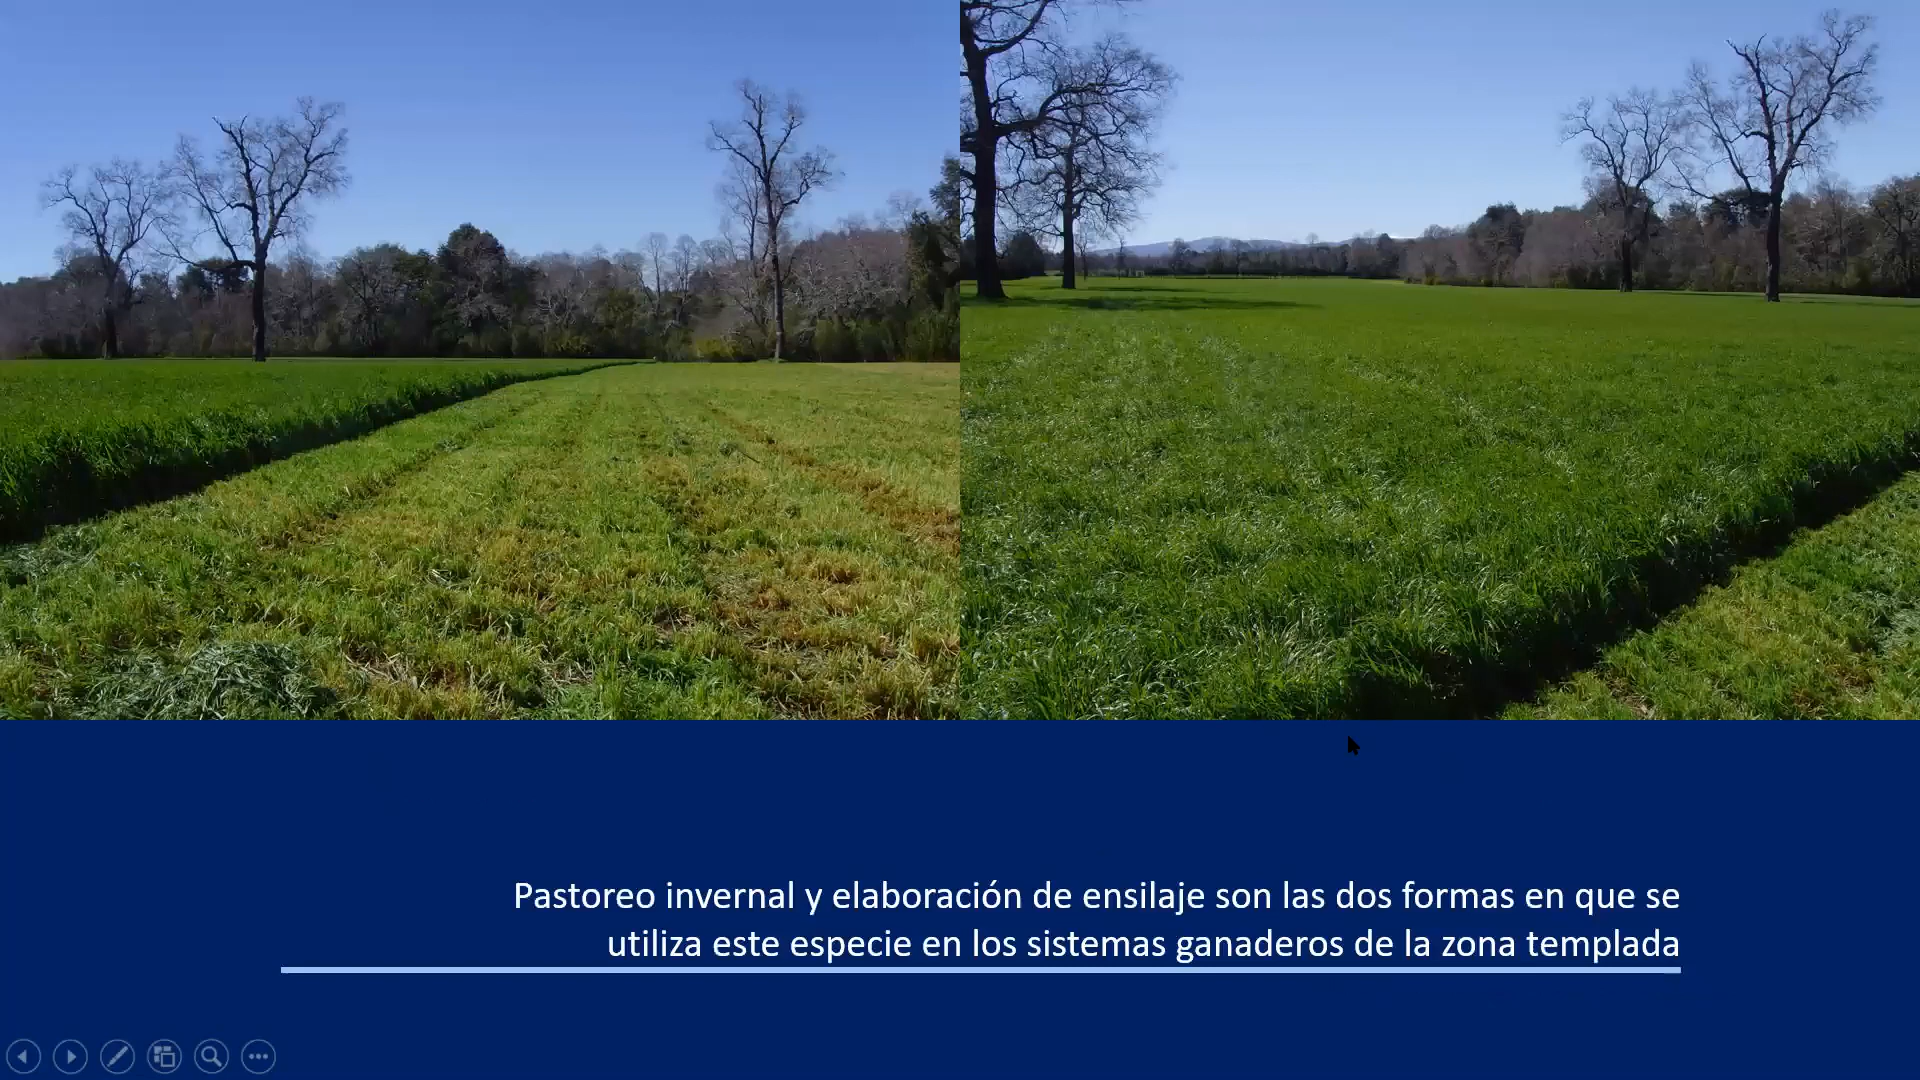 Pastoreo invernal y elaboración de ensilaje son las dos formas en que se
utiliza este especie en los sistemas ganaderos de la zona templada